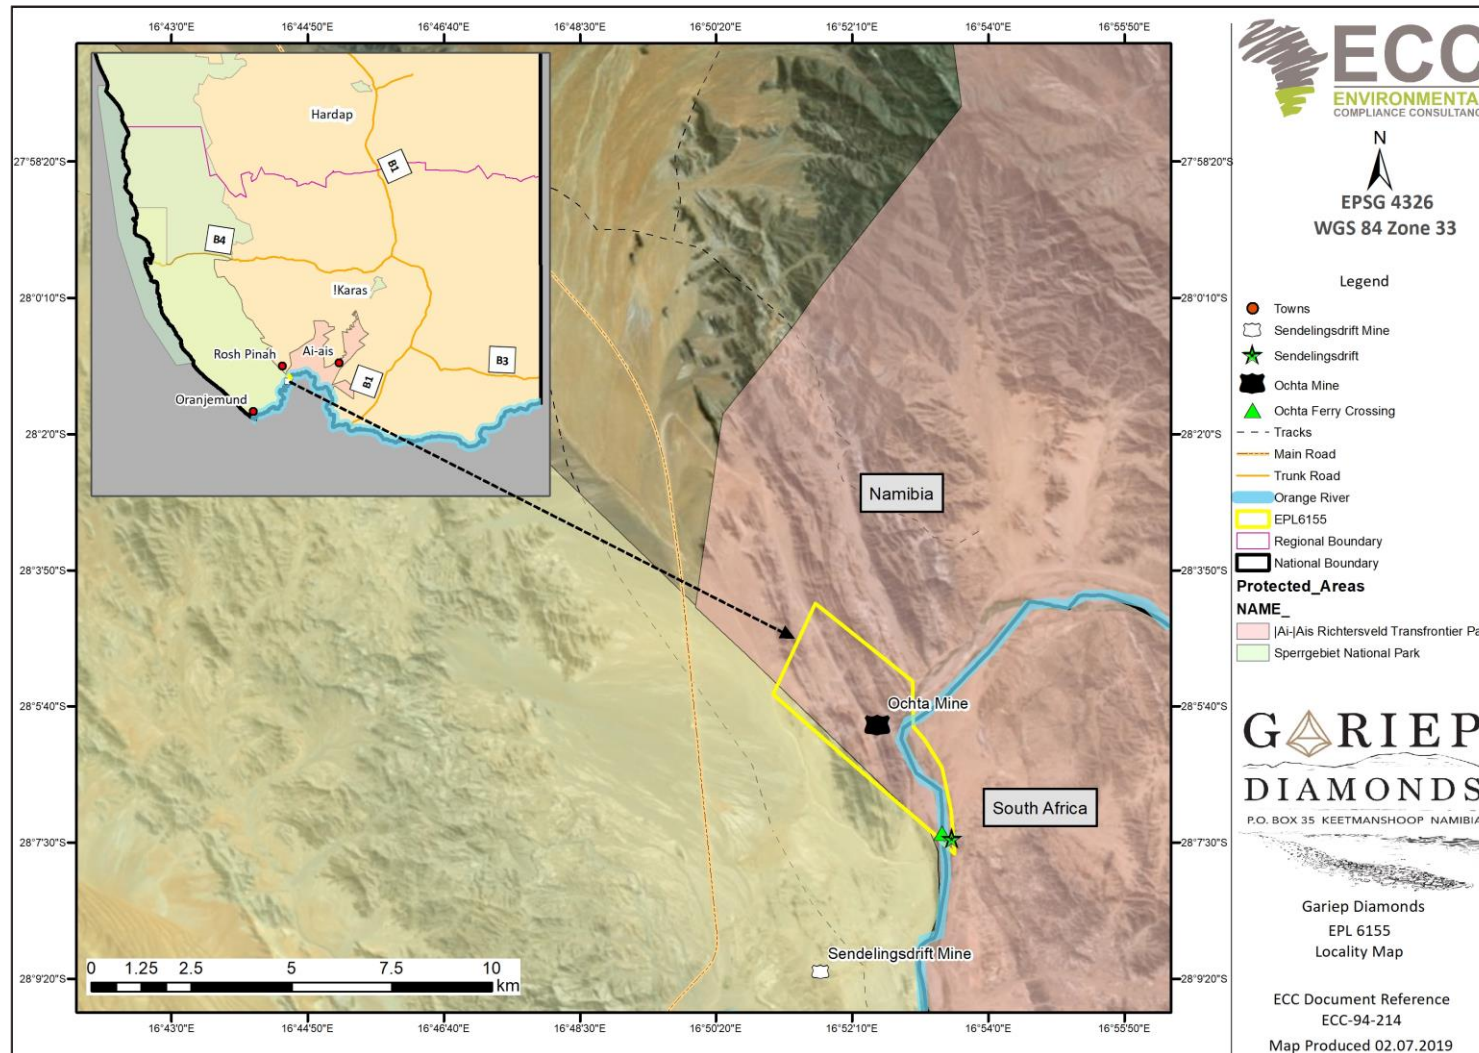 16°43'0"E 16°44'50"E 16°46'40"E 16°48'30"E 16°50'20"E 16°52'10"E 16°54'0"E 16°55'50"E
27°58'20"S
28°0'10"S
28°2'0"S
28°3'50"S
28°5'40"S
28°7'30"S
28°9'20"S
Hardap
B1
B4
!Karas
Rosh Pinah
Ai-ais
B3
B1
Oranjemund
Namibia
Ochta Mine
South Africa
Sendelingsdrift Mine
0 1.25 2.5 5 7.5 10
km
27°58'20"S
28°0'10"S
28°2'0"S
28°3'50"S
28°5'40"S
28°7'30"S
28°9'20"S
16°43'0"E 16°44'50"E 16°46'40"E 16°48'30"E 16°50'20"E 16°52'10"E 16°54'0"E 16°55'50"E
ECC
ENVIRONMENTA
COMPLIANCE CONSULTANC
N
EPSG 4326
WGS 84 Zone 33
Legend
Towns
Sendelingsdrift Mine
Sendelingsdrift
Ochta Mine
Ochta Ferry Crossing
Tracks
Main Road
Trunk Road
Orange River
EPL6155
Regional Boundary
National Boundary
Protected_Areas
NAME_
|Ai-|Ais Richtersveld Transfrontier Pa
Sperrgebiet National Park
GARIEP
DIAMONDS
P.O. BOX 35 KEETMANSHOOP NAMIBIA
Gariep Diamonds
EPL 6155
Locality Map
ECC Document Reference
ECC-94-214
Map Produced 02.07.2019